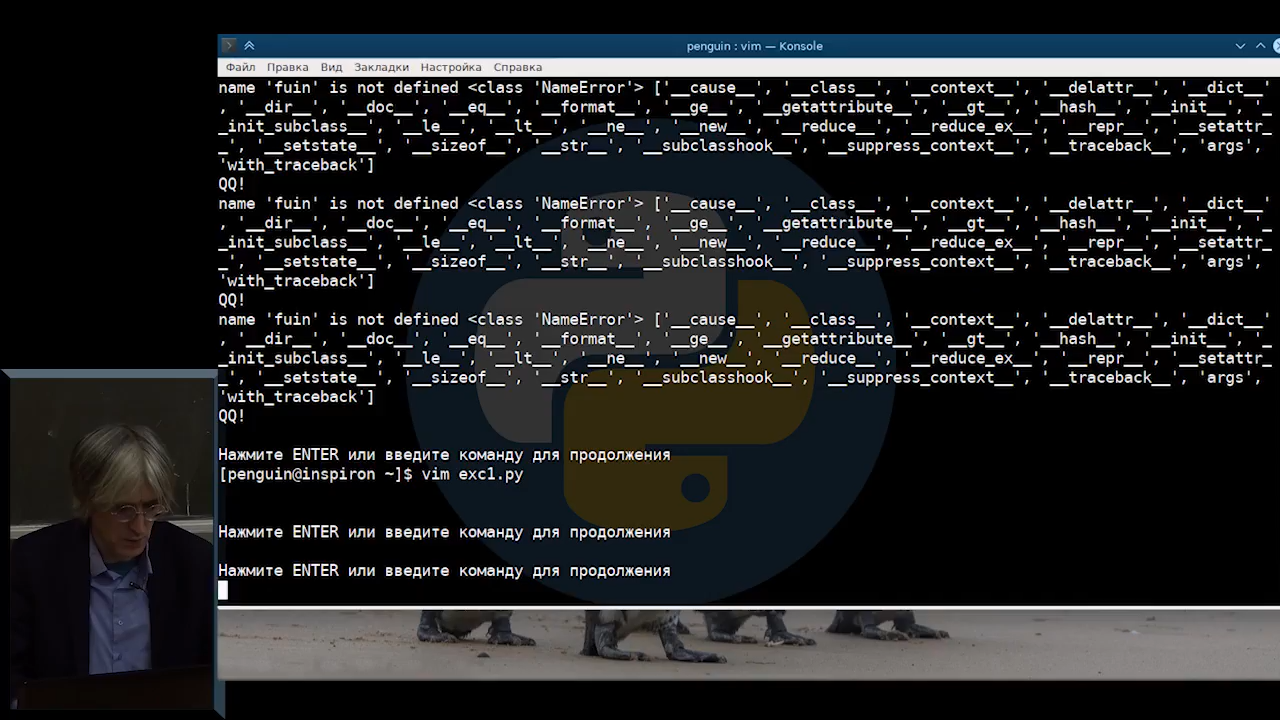 penguin : vim — Konsole
Файл Правка Вид Закладки Настройка Справка
name 'fuin' is not defined <class 'NameError'> ['__cause__', '__class__', '__context__', '__delattr__', '__dict__'
, '__dir__', '__doc__', '__eq__', '__format__', '__ge__', '__getattribute__', '__gt__', '__hash__', '__init__', '_
_init_subclass__', '__le__', '__lt__', '__ne__', '__new__', '__reduce__', '__reduce_ex__', '__repr__', '__setattr_
_', '__setstate__', '__sizeof__', '__str__', '__subclasshook__', '__suppress_context__', '__traceback__', 'args',
'with_traceback']
QQ!
name 'fuin' is not defined <class 'NameError'> ['__cause__', '__class__', '__context__', '__delattr__', '__dict__'
, '__dir__', '__doc__', '__eq__', '__format__', '__ge__', '__getattribute__', '__gt__', '__hash__', '__init__', '_
_init_subclass__', '__le__', '__lt__', '__ne__', '__new__', '__reduce__', '__reduce_ex__', '__repr__', '__setattr_
_', '__setstate__', '__sizeof__', '__str__', '__subclasshook__', '__suppress_context__', '__traceback__', 'args',
'with_traceback']
QQ!
name 'fuin' is not defined <class 'NameError'> ['__cause__', '__class__', '__context__', '__delattr__', '__dict__'
, '__dir__', '__doc__', '__eq__', '__format__', '__ge__', '__getattribute__', '__gt__', '__hash__', '__init__', '_
_init_subclass__', '__le__', '__lt__', '__ne__', '__new__', '__reduce__', '__reduce_ex__', '__repr__', '__setattr_
_', '__setstate__', '__sizeof__', '__str__', '__subclasshook__', '__suppress_context__', '__traceback__', 'args',
'with_traceback']
QQ!
Нажмите ENTER или введите команду для продолжения
[penguin@inspiron ~]$ vim exc1.py
Нажмите ENTER или введите команду для продолжения
Нажмите ENTER или введите команду для продолжения